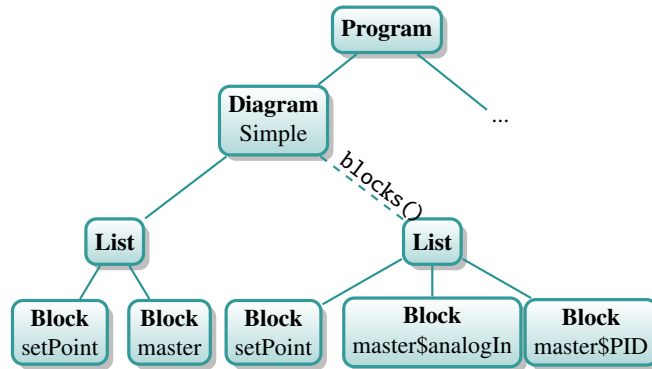 Program
Diagram
Simple
...
blocks()
List
List
Block
setPoint
Block
master
Block
setPoint
Block
master$analogIn
Block
master$PID